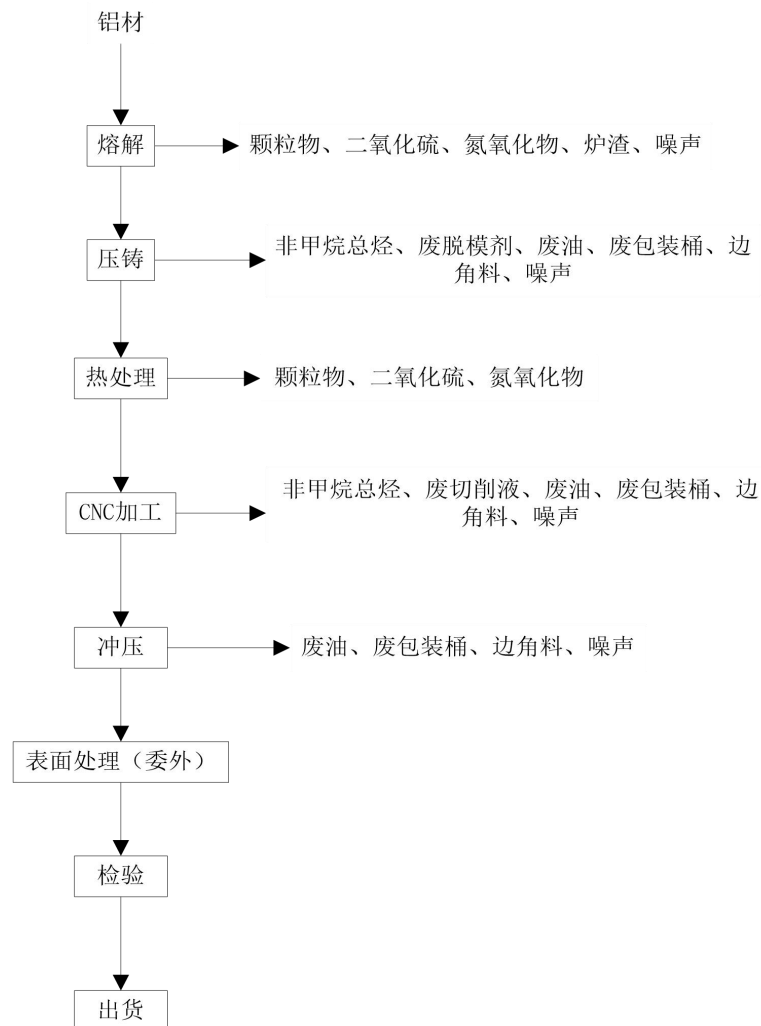 铝材
熔解
颗粒物、二氧化硫、氮氧化物、炉渣、噪声
压铸
非甲烷总烃、废脱模剂、废油、废包装桶、边
角料、噪声
热处理
颗粒物、二氧化硫、氮氧化物
CNC加工
非甲烷总烃、废切削液、废油、废包装桶、边
角料、噪声
冲压
废油、废包装桶、边角料、噪声
表面处理（委外）
检验
出货